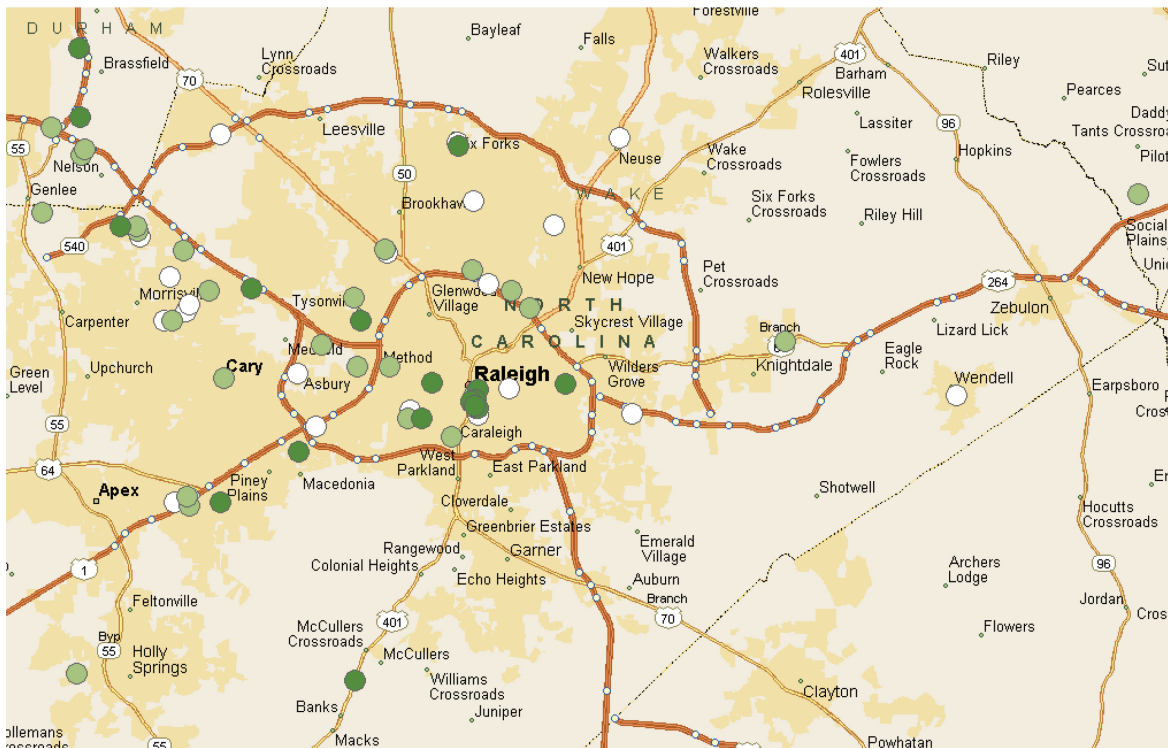 DURHAM
Brassfield
Lynn
Crossroads
Bayleaf
Falls
Forestville
Walkers
Crossroads
401
Barham
Riley
Rolesville
Pearces
70
Leesville
Six Forks
Neuse
Lassiter
96
Tants
Hopkins
55
Nelson
Genlee
50
Brookhav
WAKE
Wake
Crossroads
Fowlers
Crossroads
Six Forks
Crossroads
Riley Hill
Social
Plains
540
401
New Hope
Pet
Crossroads
264
Zebulon
Morrisvil
Carpenter
Tysonvil
Glenwood
Village
NORTH
CAROLINA
Skycrest Village
Branch
Lizard Lick
Green
Level
Upchurch
Cary
Medfield
Asbury
Method
Raleigh
Wilders
Grove
Knightdale
Eagle
Rock
Wendell
Earpsboro
55
64
Apex
Piney
Plains
Macedonia
Caraleigh
West
Parkland
East Parkland
Cloverdale
Shotwell
Hocutts
Crossroads
Greenbrier Estates
Rangewood
Garner
Colonial Heights
Echo Heights
Emerald
Village
Auburn
Branch
Archers
Lodge
96
1
Feltonville
Byp
55
Holly
Springs
401
McCullers
Crossroads
McCullers
70
Jordan
Flowers
Williams
Crossroads
Clayton
Banks
Juniper
Macks
55
Powhatan